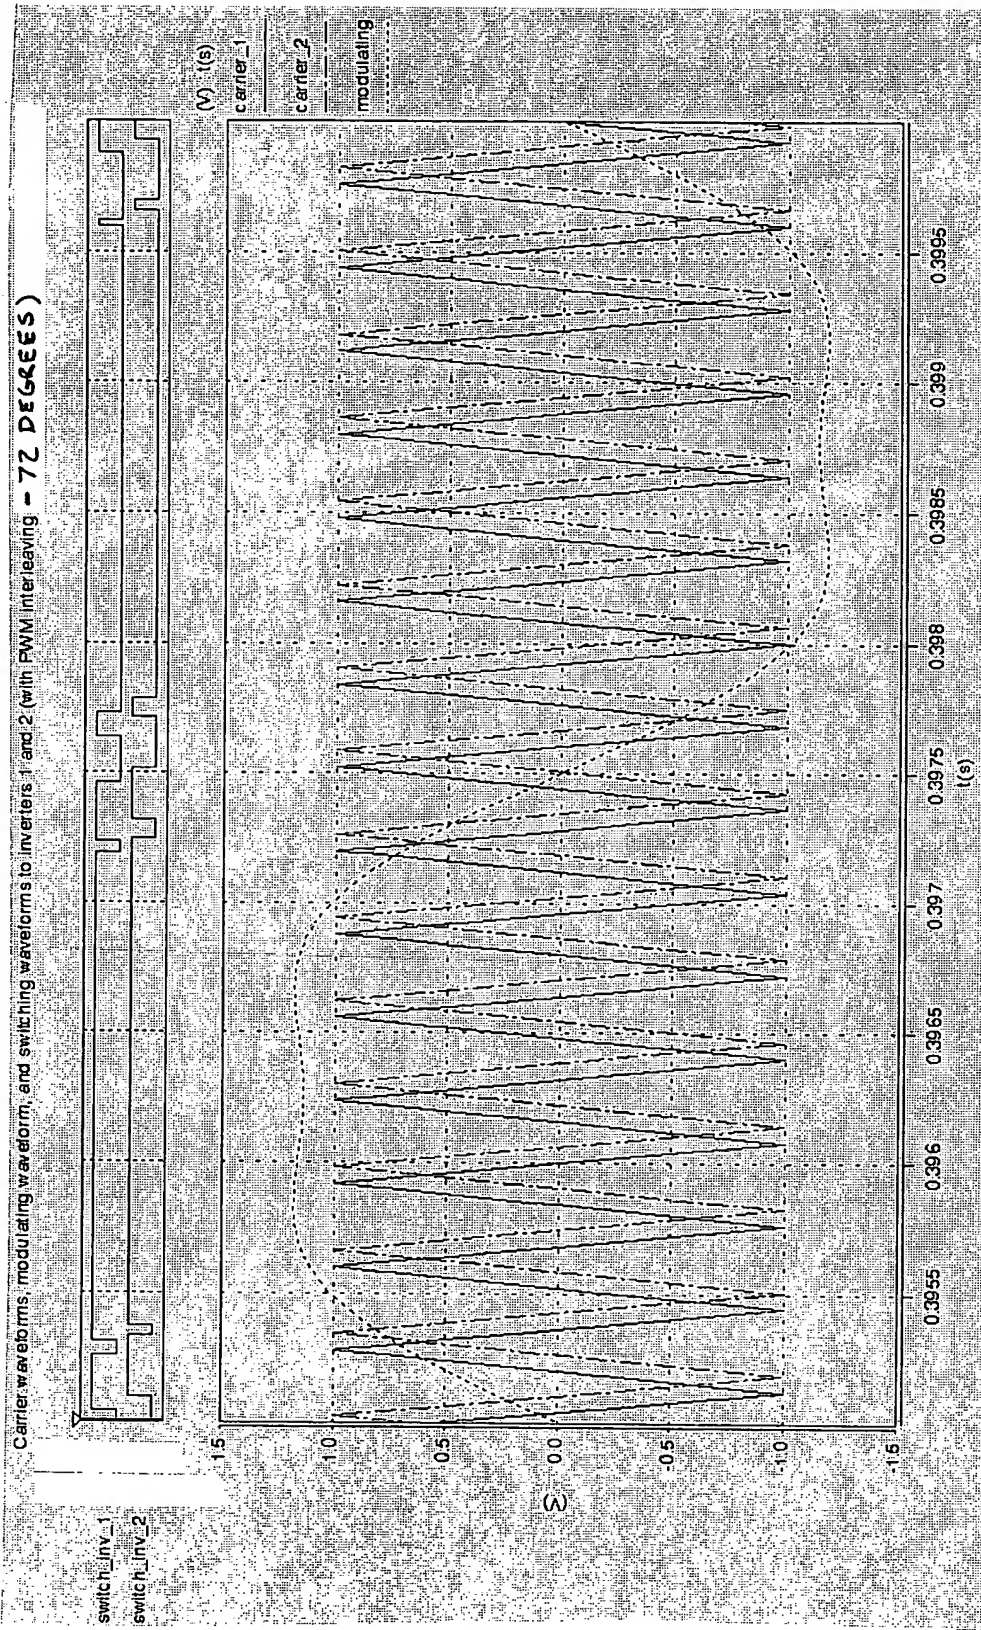 Carrier waveforms, modulating waveform, and switching waveforms to inverters 1 and 2 (with PWM interleaving - 72 DEGREES)
switch_inv_1
switch_inv_2
(V) : t(s)
carrier_1
carrier_2
modulating
1.5
1.0
0.5
0.0
-0.5
-1.0
-1.5
(V)
0.3955
0.396
0.3965
0.397
0.3975
0.398
0.3985
0.399
0.3995
t(s)